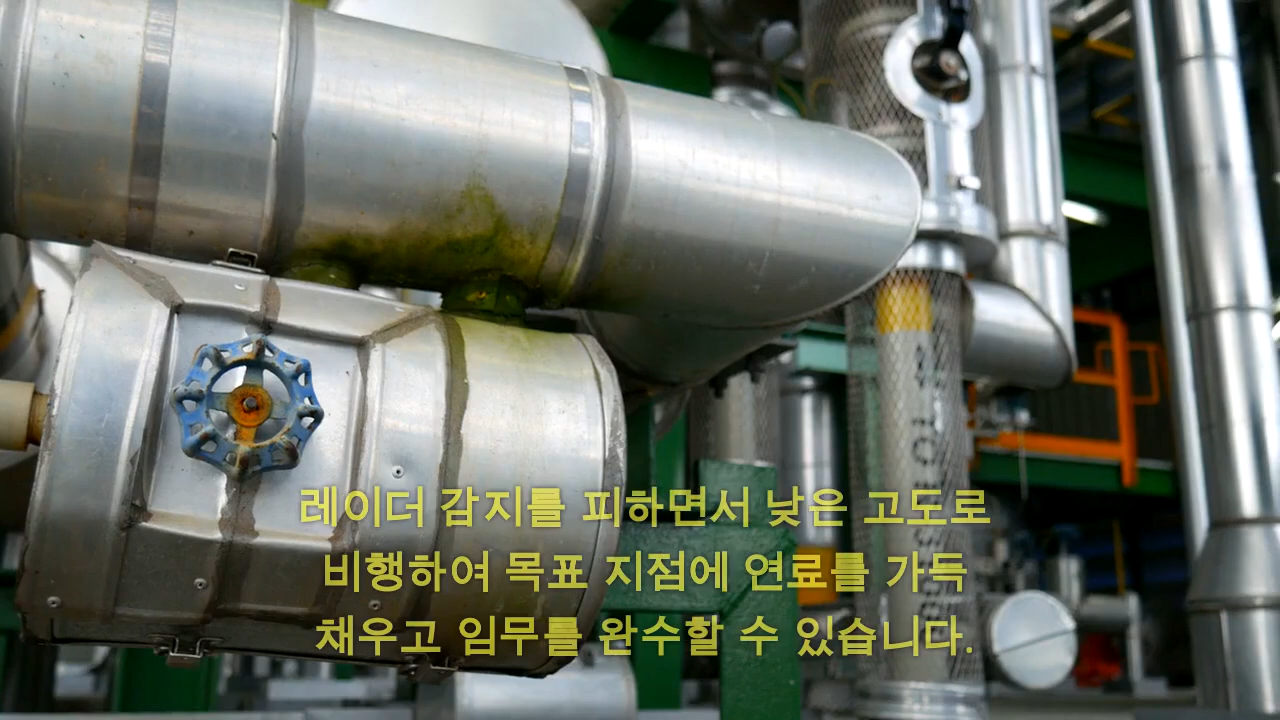 레이더 감지를 피하면서 낮은 고도로
비행하여 목표 지점에 연료를 가득
채우고 임무를 완수할 수 있습니다.